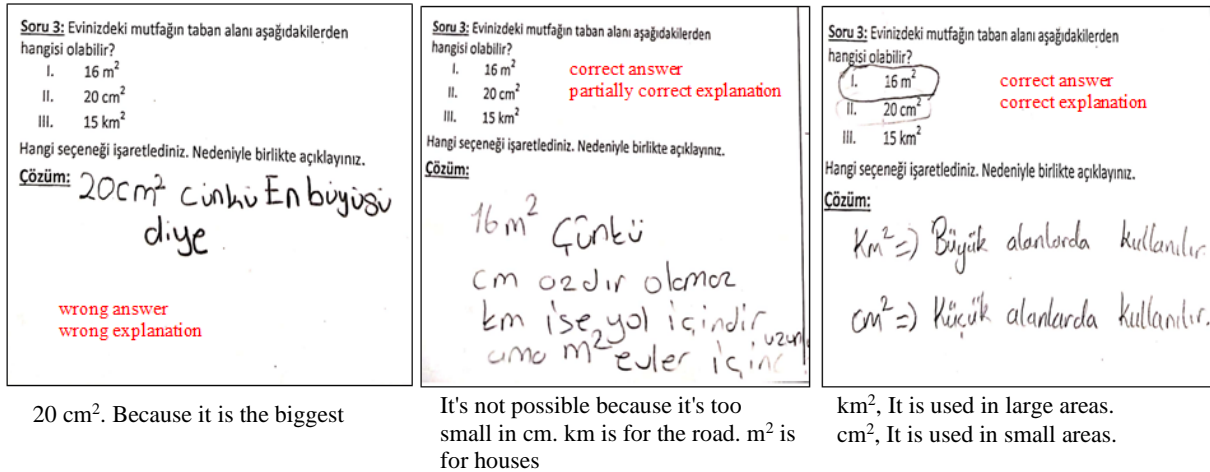 Soru 3: Evinizdeki mutfağın taban alanı aşağıdakilerden
hangisi olabilir?
I. 16 m²
II. 20 cm²
III. 15 km²
Hangi seçeneği işaretlediniz. Nedeniyle birlikte açıklayınız.
Çözüm: 20cm² Cünkü En büyüsü
diye
wrong answer
wrong explanation
20 cm². Because it is the biggest
Soru 3: Evinizdeki mutfağın taban alanı aşağıdakilerden
hangisi olabilir?
I. 16 m²
correct answer
II. 20 cm²
partially correct explanation
III. 15 km²
Hangi seçeneği işaretlediniz. Nedeniyle birlikte açıklayınız.
Çözüm:
16m² Çünkü
cm azdır olamaz
km ise yol içindir
ama m² evler için
It's not possible because it's too
small in cm. km is for the road. m² is
for houses
Soru 3: Evinizdeki mutfağın taban alanı aşağıdakilerden
hangisi olabilir?
I. 16 m²
correct answer
II. 20 cm²
correct explanation
III. 15 km²
Hangi seçeneği işaretlediniz. Nedeniyle birlikte açıklayınız.
Çözüm:
Km² => Büyük alanlarda kullanılır.
cm² => Küçük alanlarda kullanılır.
km², It is used in large areas.
cm², It is used in small areas.